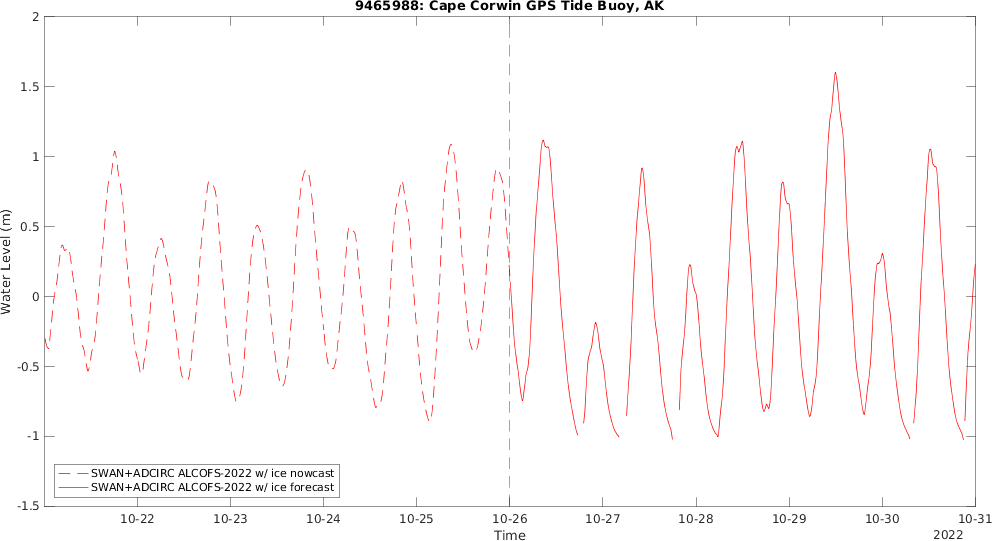 9465988: Cape Corwin GPS Tide Buoy, AK
2
1.5
1
0.5
0
-0.5
-1
-1.5
Water Level (m)
SWAN+ADCIRC ALCOFS-2022 w/ ice nowcast
SWAN+ADCIRC ALCOFS-2022 w/ ice forecast
10-22 10-23 10-24 10-25 10-26 10-27 10-28 10-29 10-30 10-31
Time
2022